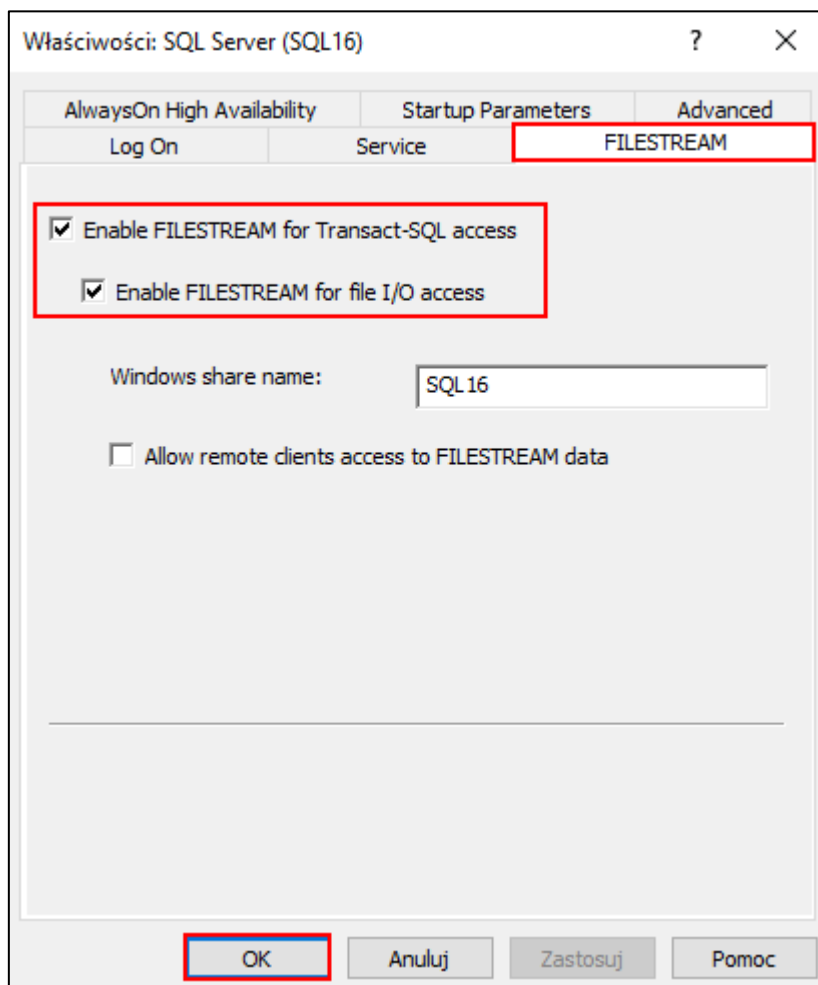 Właściwości: SQL Server (SQL16)
?
AlwaysOn High Availability
Startup Parameters
Advanced
Log On
Service
FILESTREAM
Enable FILESTREAM for Transact-SQL access
Enable FILESTREAM for file I/O access
Windows share name:
SQL16
Allow remote clients access to FILESTREAM data
OK
Anuluj
Zastosuj
Pomoc